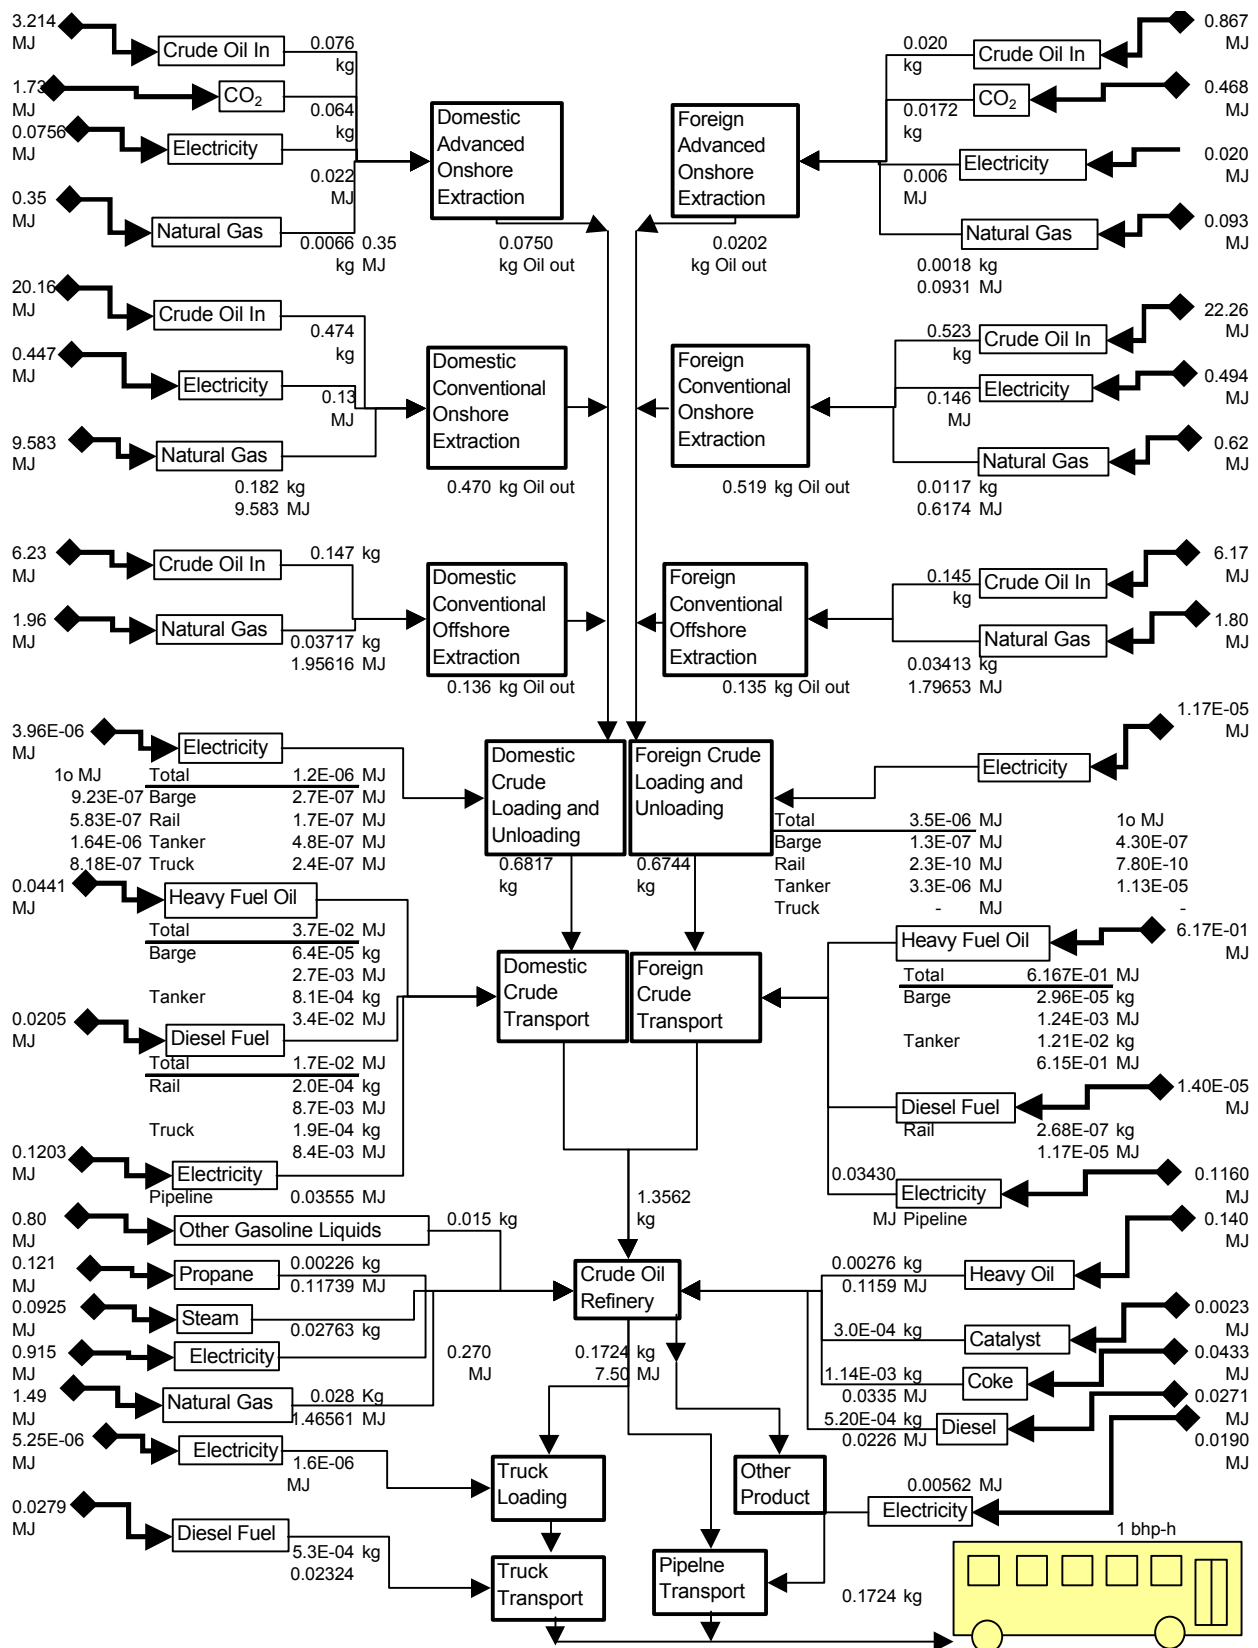 3.214
MJ
Crude Oil In
0.076
kg
1.73
MJ
CO2
0.064
kg
0.0756
MJ
Electricity
0.022
MJ
0.35
MJ
Natural Gas
0.0066 0.35
kg MJ
Domestic
Advanced
Onshore
Extraction
0.0750
kg Oil out
Foreign
Advanced
Onshore
Extraction
0.0202
kg Oil out
0.867
MJ
Crude Oil In
0.020
kg
0.468
MJ
CO2
0.0172
kg
0.020
MJ
Electricity
0.006
MJ
0.093
MJ
Natural Gas
0.0018 kg
0.0931 MJ
20.16
MJ
Crude Oil In
0.474
kg
0.447
MJ
Electricity
0.13
MJ
9.583
MJ
Natural Gas
0.182 kg
9.583 MJ
Domestic
Conventional
Onshore
Extraction
0.470 kg Oil out
Foreign
Conventional
Onshore
Extraction
0.519 kg Oil out
22.26
MJ
Crude Oil In
0.523
kg
0.494
MJ
Electricity
0.146
MJ
0.62
MJ
Natural Gas
0.0117 kg
0.6174 MJ
6.23
MJ
Crude Oil In
0.147 kg
1.96
MJ
Natural Gas
0.03717 kg
1.95616 MJ
Domestic
Conventional
Offshore
Extraction
0.136 kg Oil out
Foreign
Conventional
Offshore
Extraction
0.135 kg Oil out
6.17
MJ
Crude Oil In
0.145
kg
1.80
MJ
Natural Gas
0.03413 kg
1.79653 MJ
3.96E-06
MJ
Electricity
1o MJ Total 1.2E-06 MJ
9.23E-07 Barge 2.7E-07 MJ
5.83E-07 Rail 1.7E-07 MJ
1.64E-06 Tanker 4.8E-07 MJ
8.18E-07 Truck 2.4E-07 MJ
Domestic
Crude
Loading and
Unloading
0.6817
kg
Foreign Crude
Loading and
Unloading
0.6744
kg
1.17E-05
MJ
Electricity
Total 3.5E-06 MJ 1o MJ
Barge 1.3E-07 MJ 4.30E-07
Rail 2.3E-10 MJ 7.80E-10
Tanker 3.3E-06 MJ 1.13E-05
Truck - MJ -
0.0441
MJ
Heavy Fuel Oil
Total 3.7E-02 MJ
Barge 6.4E-05 kg
2.7E-03 MJ
Tanker 8.1E-04 kg
3.4E-02 MJ
0.0205
MJ
Diesel Fuel
Total 1.7E-02 MJ
Rail 2.0E-04 kg
8.7E-03 MJ
Truck 1.9E-04 kg
8.4E-03 MJ
0.1203
MJ
Electricity
Pipeline 0.03555 MJ
Domestic
Crude
Transport
Foreign
Crude
Transport
6.17E-01
MJ
Heavy Fuel Oil
Total 6.167E-01 MJ
Barge 2.96E-05 kg
1.24E-03 MJ
Tanker 1.21E-02 kg
6.15E-01 MJ
1.40E-05
MJ
Diesel Fuel
Rail 2.68E-07 kg
1.17E-05 MJ
0.1160
MJ
0.03430
Electricity
MJ Pipeline
1.3562
kg
0.80
MJ
Other Gasoline Liquids
0.015 kg
0.121
MJ
Propane
0.00226 kg
0.11739 MJ
0.0925
MJ
Steam
0.02763 kg
0.915
MJ
Electricity
0.270
MJ
1.49
MJ
Natural Gas
0.028 Kg
1.46561 MJ
Crude Oil
Refinery
0.1724 kg
7.50 MJ
0.140
MJ
Heavy Oil
0.00276 kg
0.1159 MJ
0.0023
MJ
Catalyst
3.0E-04 kg
0.0433
MJ
Coke
1.14E-03 kg
0.0335 MJ
0.0271
MJ
Diesel
5.20E-04 kg
0.0226 MJ
0.0190
MJ
Electricity
0.00562 MJ
5.25E-06
MJ
Electricity
1.6E-06
MJ
Truck
Loading
Other
Product
0.0279
MJ
Diesel Fuel
5.3E-04 kg
0.02324
Truck
Transport
Pipelne
Transport
0.1724 kg
1 bhp-h